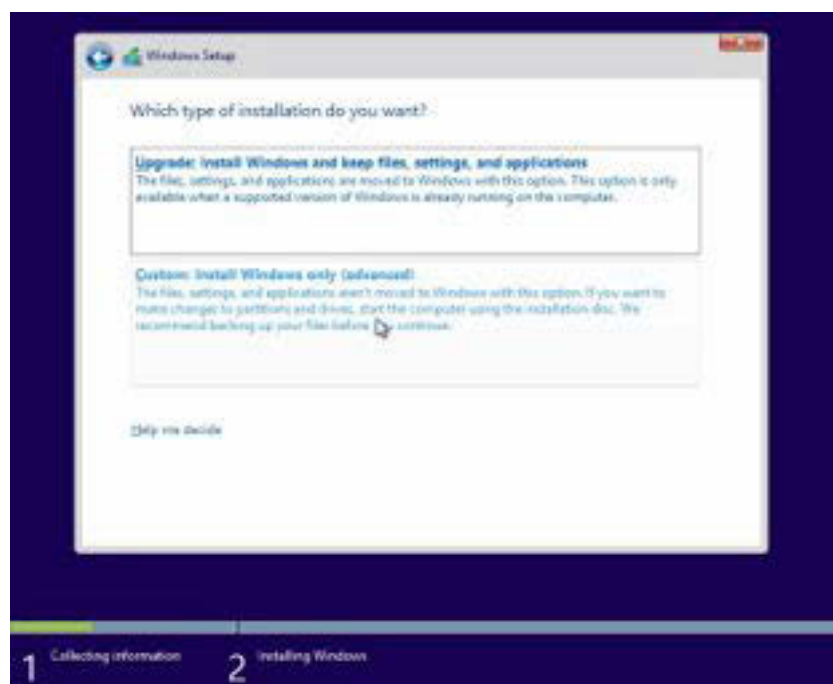 Windows Setup
Which type of installation do you want?
Upgrade: Install Windows and keep files, settings, and applications
The files, settings, and applications are moved to Windows with this option. This option is only
available when a supported version of Windows is already running on the computer.
Custom: Install Windows only (advanced)
The files, settings, and applications aren't moved to Windows with this option. If you want to
make changes to partitions and drives, start the computer using the installation disc. We
recommend backing up your files before continue.
Help me decide
1 Collecting information
2 Installing Windows